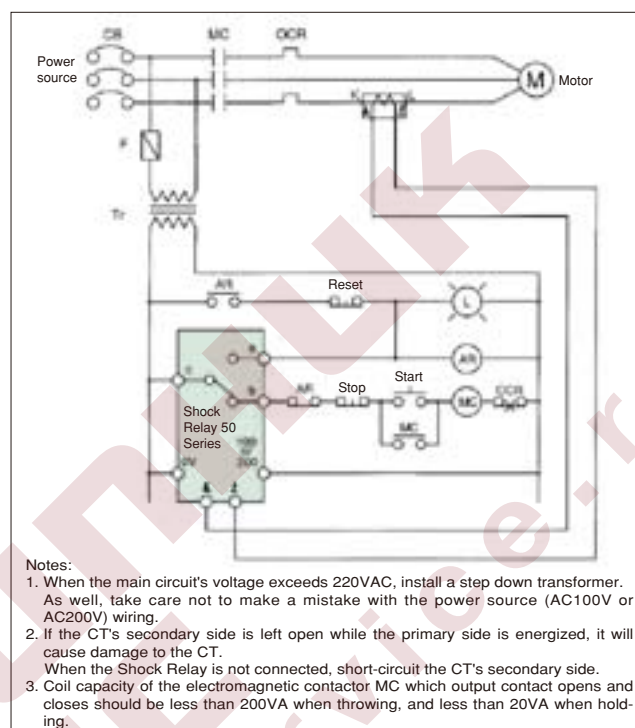 CB MC OCR
Power
source
M Motor
K L
F
Tr
AR Reset
L
a
AR
c
Start
b AR Stop MC OCR
Shock
Relay 50
Series
MC
0V 100
or
200
k l
Notes:
1. When the main circuit's voltage exceeds 220VAC, install a step down transformer.
As well, take care not to make a mistake with the power source (AC100V or
AC200V) wiring.
2. If the CT's secondary side is left open while the primary side is energized, it will
cause damage to the CT.
When the Shock Relay is not connected, short-circuit the CT's secondary side.
3. Coil capacity of the electromagnetic contactor MC which output contact opens and
closes should be less than 200VA when throwing, and less than 20VA when hold-
ing.